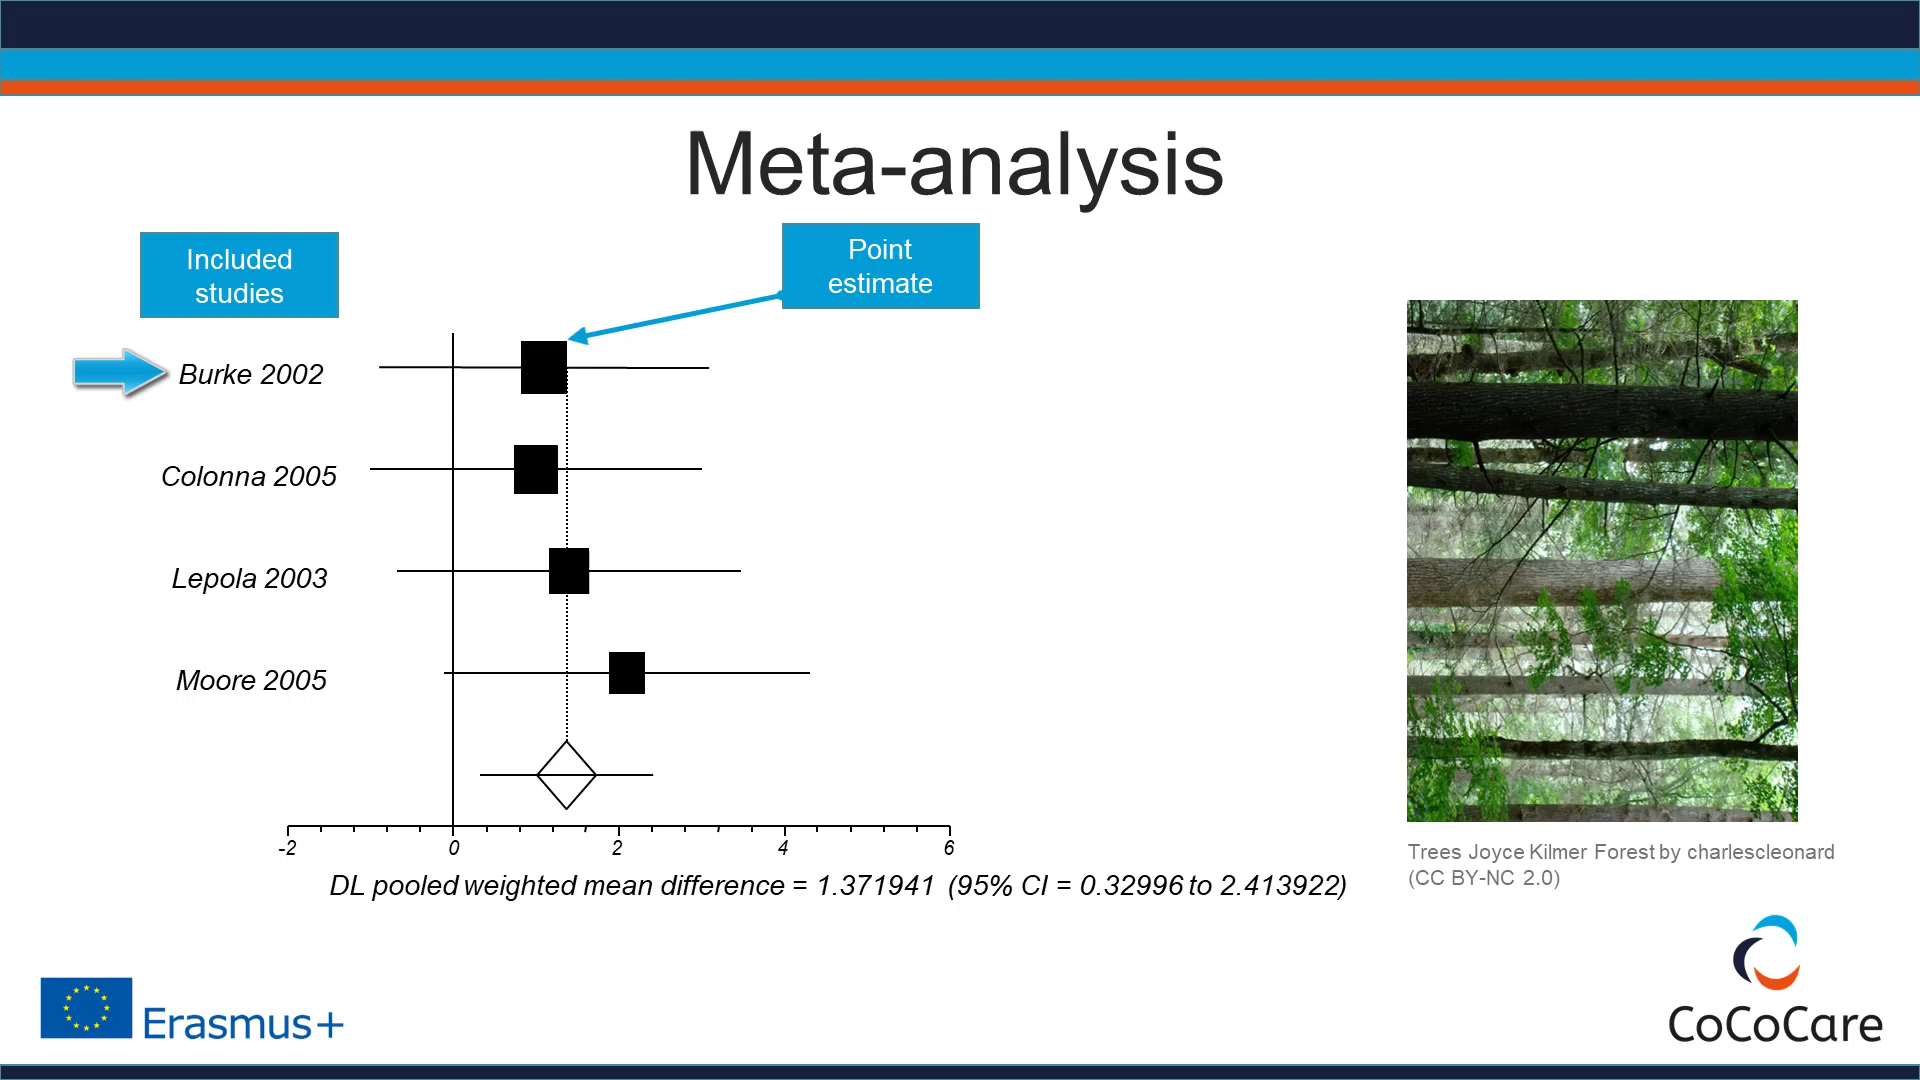 Meta-analysis
Included
studies
Point
estimate
Burke 2002
Colonna 2005
Lepola 2003
Moore 2005
-2 0 2 4 6
DL pooled weighted mean difference = 1.371941 (95% CI = 0.32996 to 2.413922)
Trees Joyce Kilmer Forest by charlescleonard
(CC BY-NC 2.0)
Erasmus+
CoCoCare